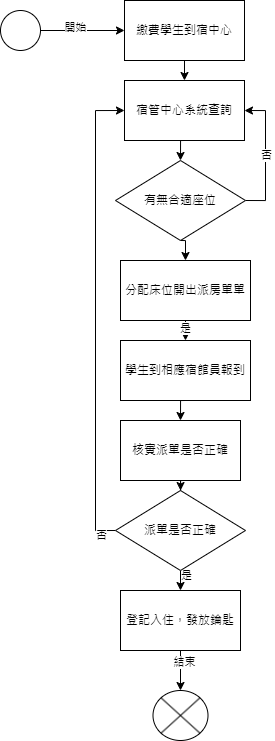 開始
繳費學生到宿中心
宿管中心系統查詢
否
有無合適座位
分配床位開出派房單單
是
學生到相應宿館員報到
核實派單是否正確
派單是否正確
否
是
登記入住，發放鑰匙
結束